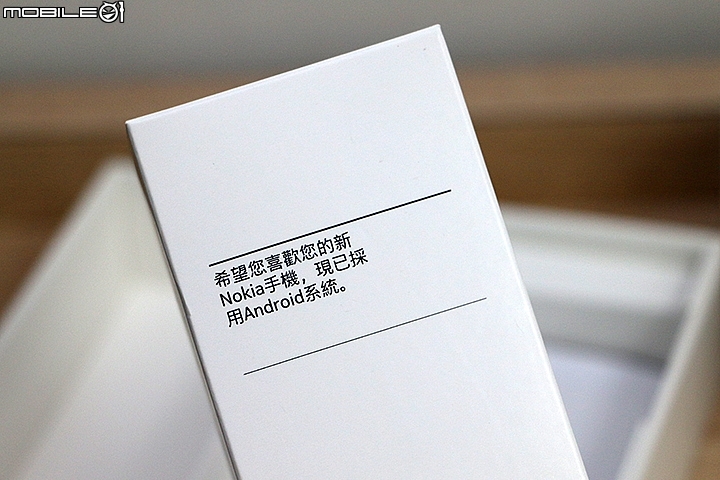 MOBILE01
希望您喜歡您的新
Nokia手機，現已採
用Android系統。